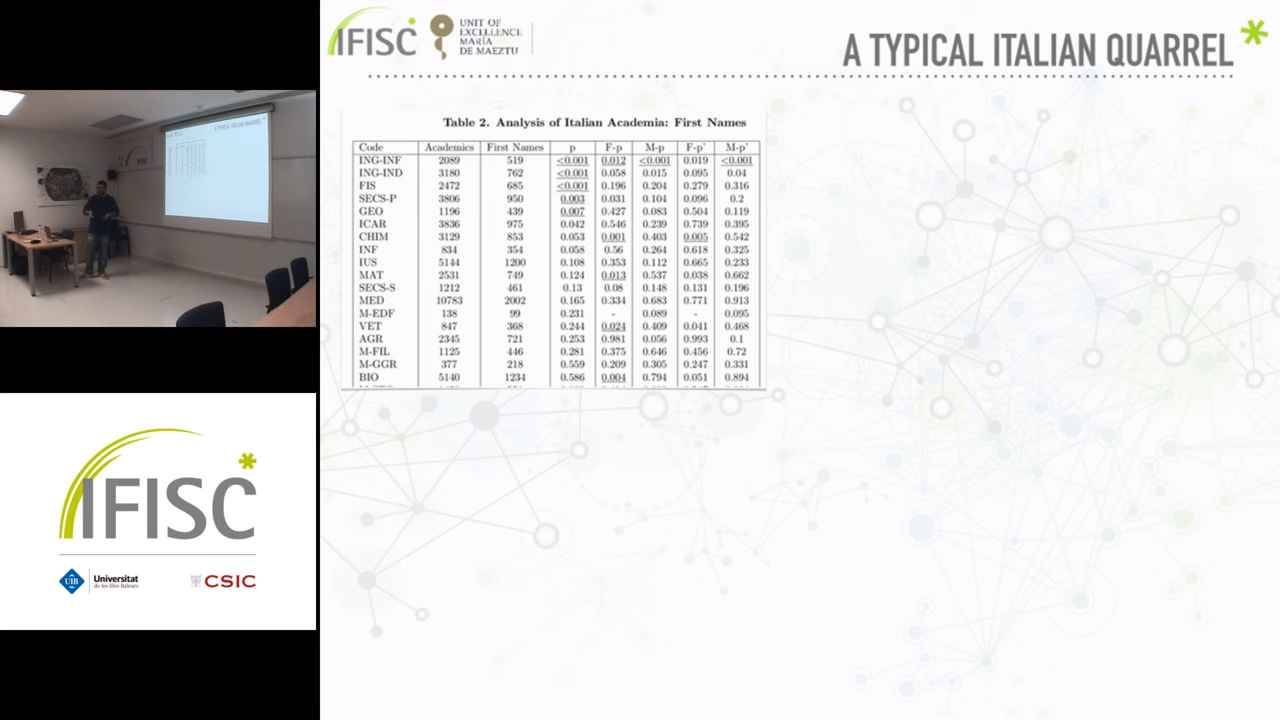 IFISC
UNIT OF
EXCELLENCE
MARÍA
DE MAEZTU
A TYPICAL ITALIAN QUARREL
Table 2. Analysis of Italian Academia: First Names
Code Academics First Names p F-p M-p F-p' M-p'
ING-INF 2089 519 <0.001 0.012 <0.001 0.019 <0.001
ING-IND 3180 762 <0.001 0.058 0.015 0.095 0.04
FIS 2472 685 <0.001 0.196 0.204 0.279 0.316
SECS-P 3806 950 0.003 0.031 0.104 0.096 0.2
GEO 1196 439 0.007 0.427 0.083 0.504 0.119
ICAR 3836 975 0.042 0.546 0.239 0.739 0.395
CHIM 3129 853 0.053 0.001 0.403 0.005 0.542
INF 834 354 0.058 0.56 0.264 0.618 0.325
IUS 5144 1200 0.108 0.353 0.112 0.665 0.233
MAT 2531 749 0.124 0.013 0.537 0.038 0.662
SECS-S 1212 461 0.13 0.08 0.148 0.131 0.196
MED 10783 2002 0.165 0.334 0.683 0.771 0.913
M-EDF 138 99 0.231 - 0.089 - 0.095
VET 847 368 0.244 0.024 0.409 0.041 0.468
AGR 2345 721 0.253 0.981 0.056 0.993 0.1
M-FIL 1125 446 0.281 0.375 0.646 0.456 0.72
M-GGR 377 218 0.559 0.209 0.305 0.247 0.331
BIO 5140 1234 0.586 0.004 0.794 0.051 0.894
A TYPICAL ITALIAN QUARREL
IFISC
UIB
Universitat
de les Illes Balears
CSIC